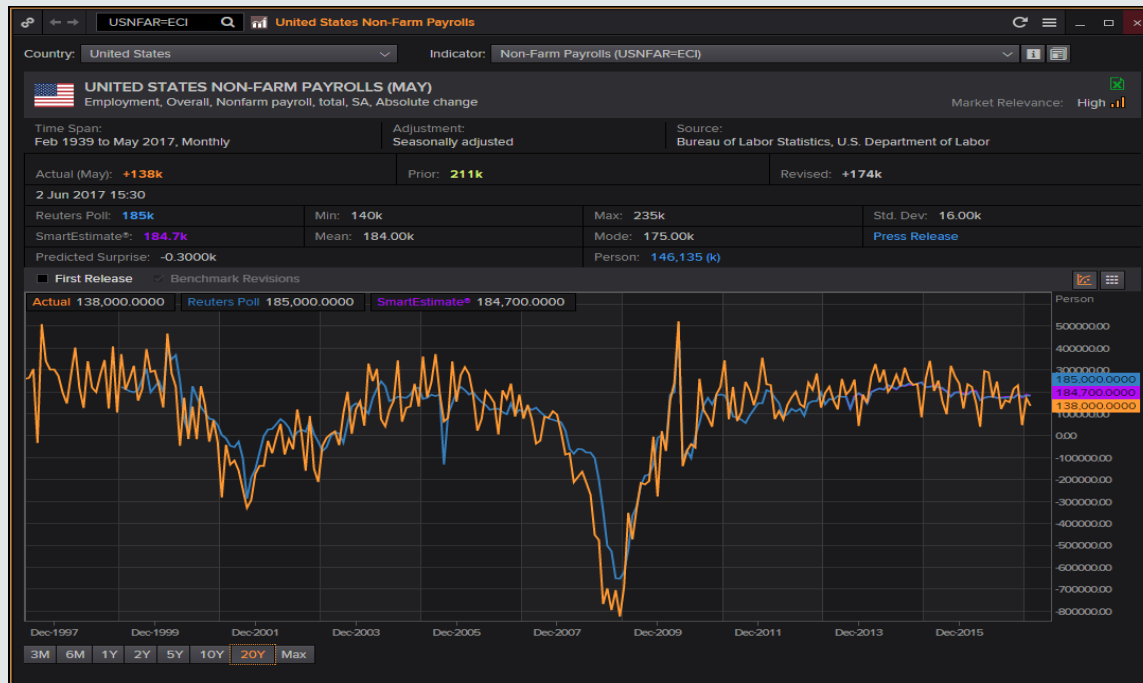 USNFAR=ECI United States Non-Farm Payrolls
Country: United States Indicator: Non-Farm Payrolls (USNFAR=ECI)
UNITED STATES NON-FARM PAYROLLS (MAY)
Employment, Overall, Nonfarm payroll, total, SA, Absolute change
Market Relevance: High
Time Span: Adjustment: Source:
Feb 1939 to May 2017, Monthly Seasonally adjusted Bureau of Labor Statistics, U.S. Department of Labor
Actual (May): +138k Prior: 211k Revised: +174k
2 Jun 2017 15:30
Reuters Poll: 185k Min: 140k Max: 235k Std. Dev: 16.00k
SmartEstimate®: 184.7k Mean: 184.00k Mode: 175.00k Press Release
Predicted Surprise: -0.3000k Person: 146,135 (k)
First Release Benchmark Revisions
Actual 138,000.0000 Reuters Poll 185,000.0000 SmartEstimate® 184,700.0000
Person
500000.00
400000.00
300000.00
185,000.0000
184,700.0000
138,000.0000
100000.00
0.00
-100000.00
-200000.00
-300000.00
-400000.00
-500000.00
-600000.00
-700000.00
-800000.00
Dec-1997 Dec-1999 Dec-2001 Dec-2003 Dec-2005 Dec-2007 Dec-2009 Dec-2011 Dec-2013 Dec-2015
3M 6M 1Y 2Y 5Y 10Y 20Y Max